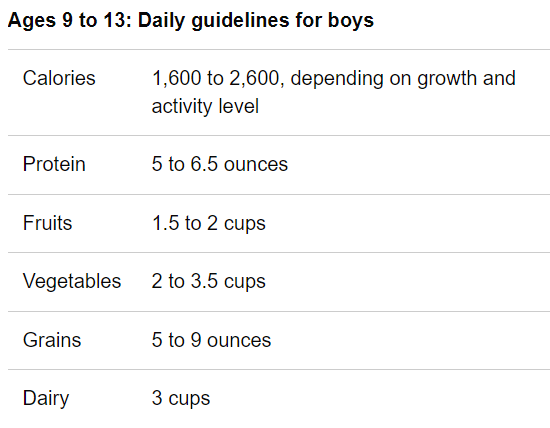 Ages 9 to 13: Daily guidelines for boys
Calories 1,600 to 2,600, depending on growth and
activity level
Protein 5 to 6.5 ounces
Fruits 1.5 to 2 cups
Vegetables 2 to 3.5 cups
Grains 5 to 9 ounces
Dairy 3 cups